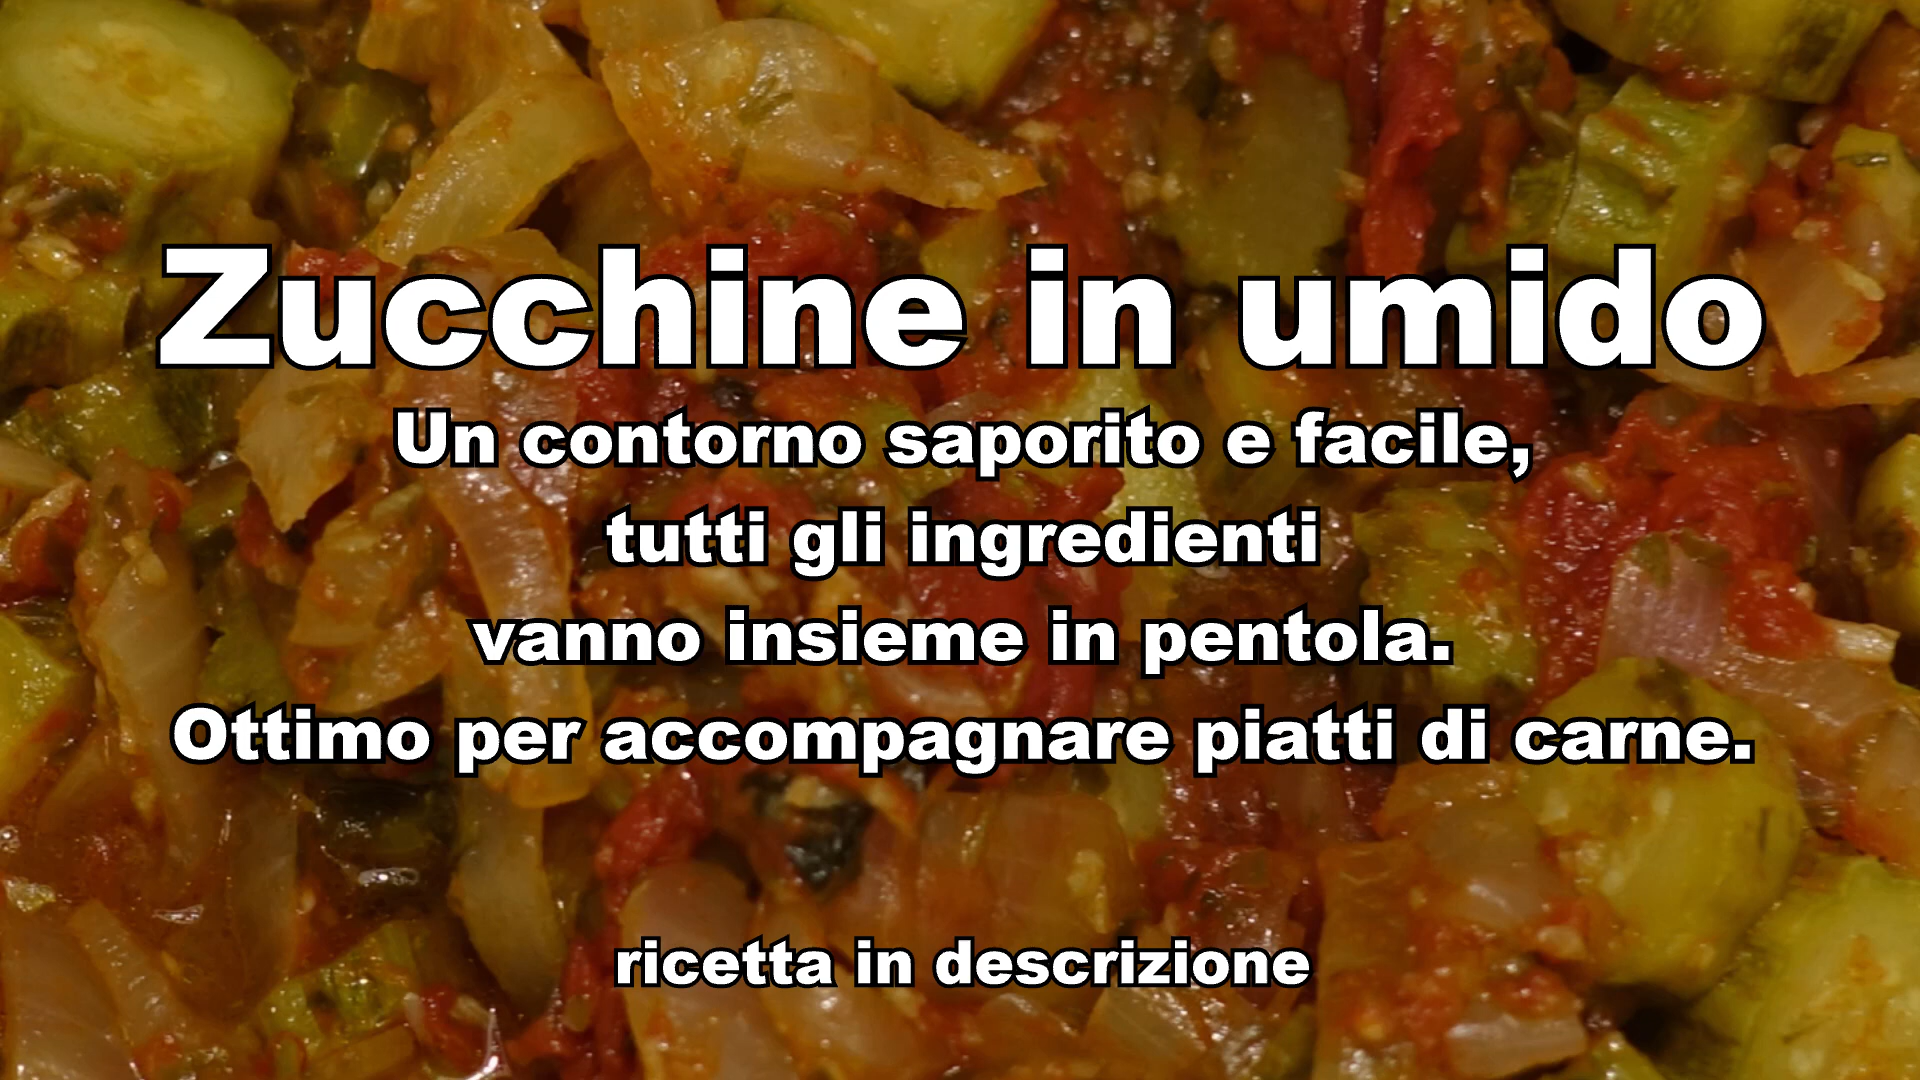 Zucchine in umido
Un contorno saporito e facile,
tutti gli ingredienti
vanno insieme in pentola.
Ottimo per accompagnare piatti di carne.
ricetta in descrizione